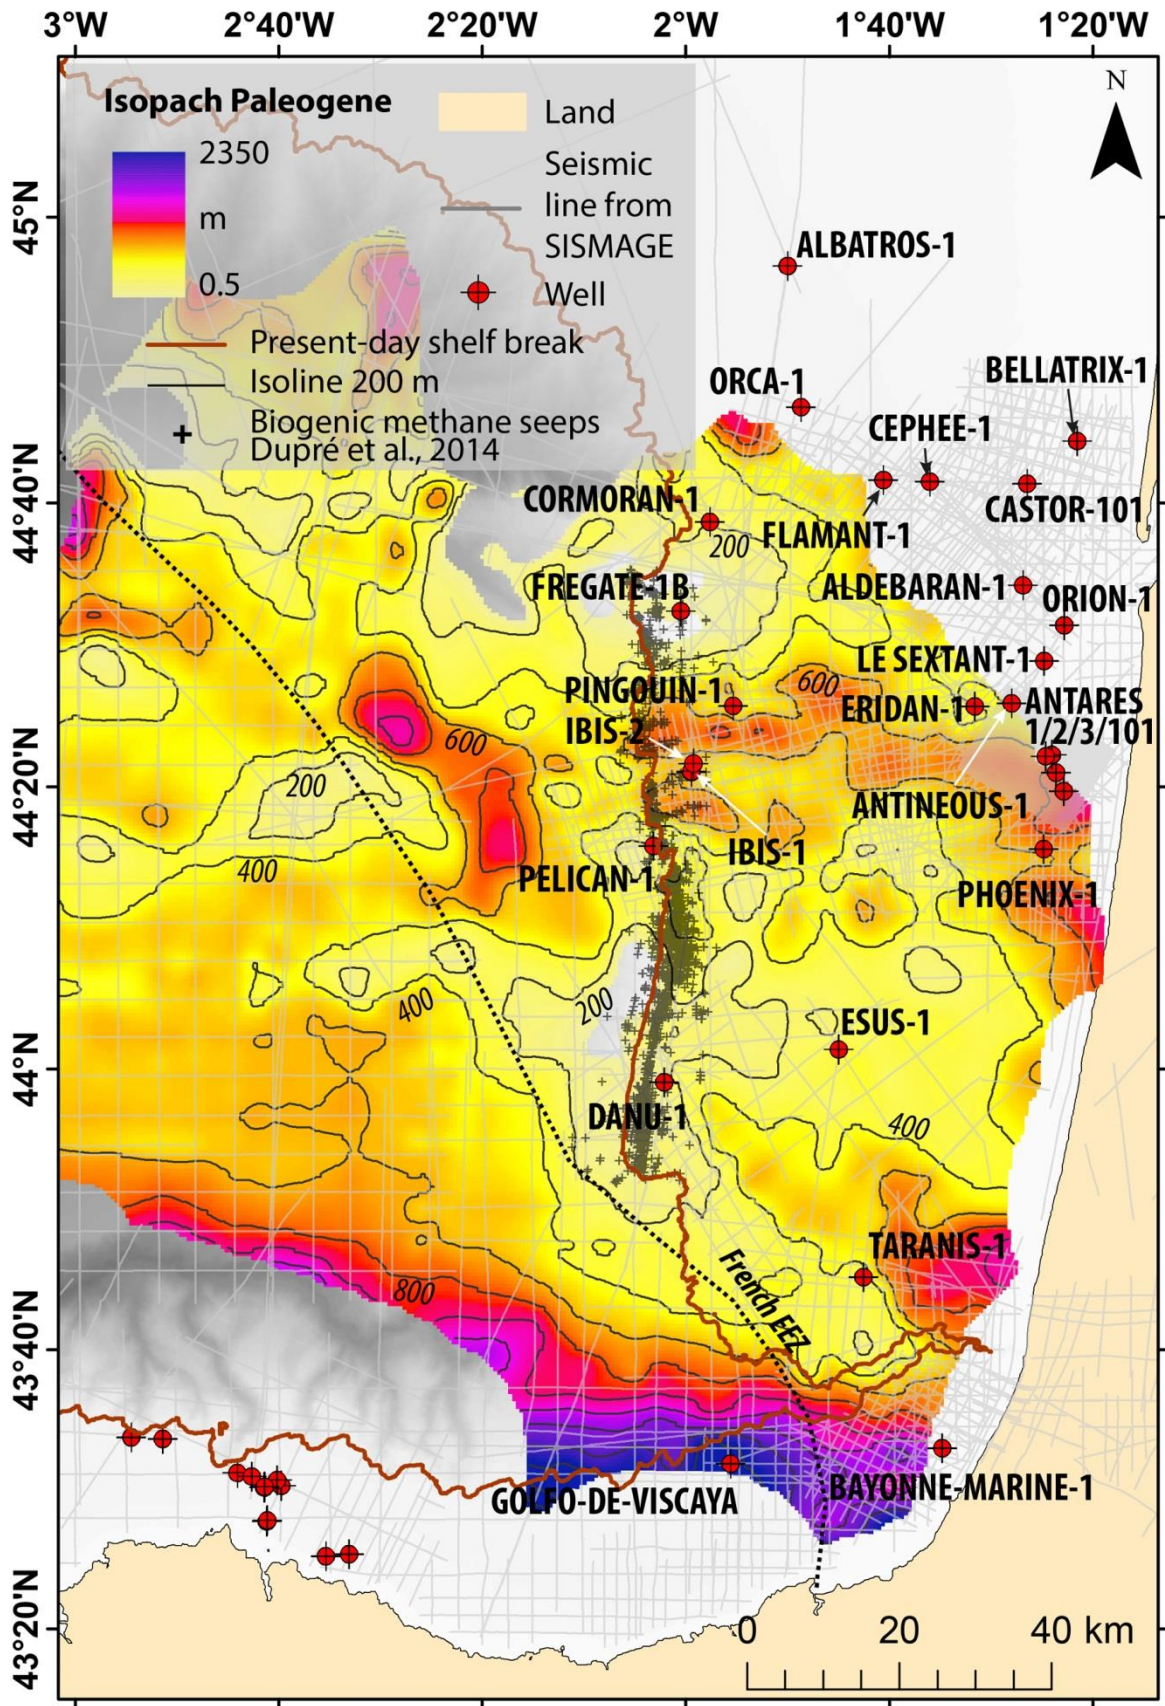 3°W 2°40'W 2°20'W 2°W 1°40'W 1°20'W
N
Isopach Paleogene
2350
m
0.5
Land
Seismic
line from
SISMAGE
Well
Present-day shelf break
Isoline 200 m
Biogenic methane seeps
Dupré et al., 2014
45°N
44°40'N
44°20'N
44°N
43°40'N
43°20'N
ALBATROS-1
ORCA-1
BELLATRIX-1
CEPHEE-1
CORMORAN-1
CASTOR-101
FLAMANT-1
200
FREGATE-1B
ALDEBARAN-1
ORION-1
LE SEXTANT-1
PINGOUIN-1
600
ERIDAN-1
ANTARES
1/2/3/101
IBIS-2
600
200
ANTINEOUS-1
IBIS-1
400
PELICAN-1
PHOENIX-1
400
200
ESUS-1
DANU-1
400
TARANIS-1
French EEZ
800
GOLFO-DE-VISCAYA
BAYONNE-MARINE-1
0 20 40 km